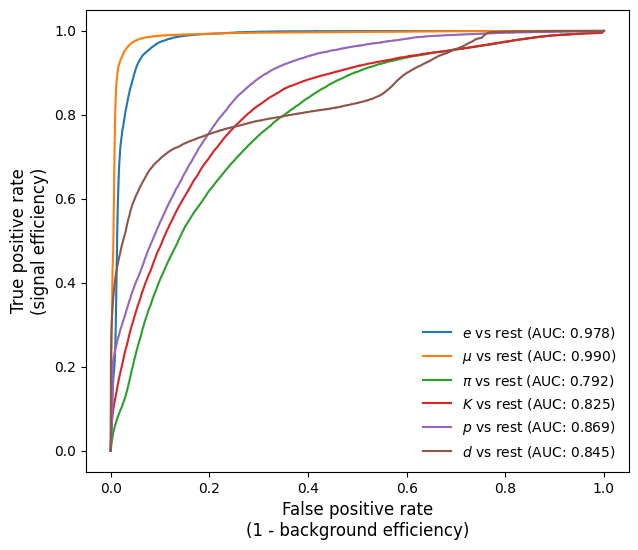 1.0
0.8
0.6
0.4
0.2
0.0
True positive rate
(signal efficiency)
e vs rest (AUC: 0.978)
μ vs rest (AUC: 0.990)
π vs rest (AUC: 0.792)
K vs rest (AUC: 0.825)
p vs rest (AUC: 0.869)
d vs rest (AUC: 0.845)
0.0 0.2 0.4 0.6 0.8 1.0
False positive rate
(1 - background efficiency)